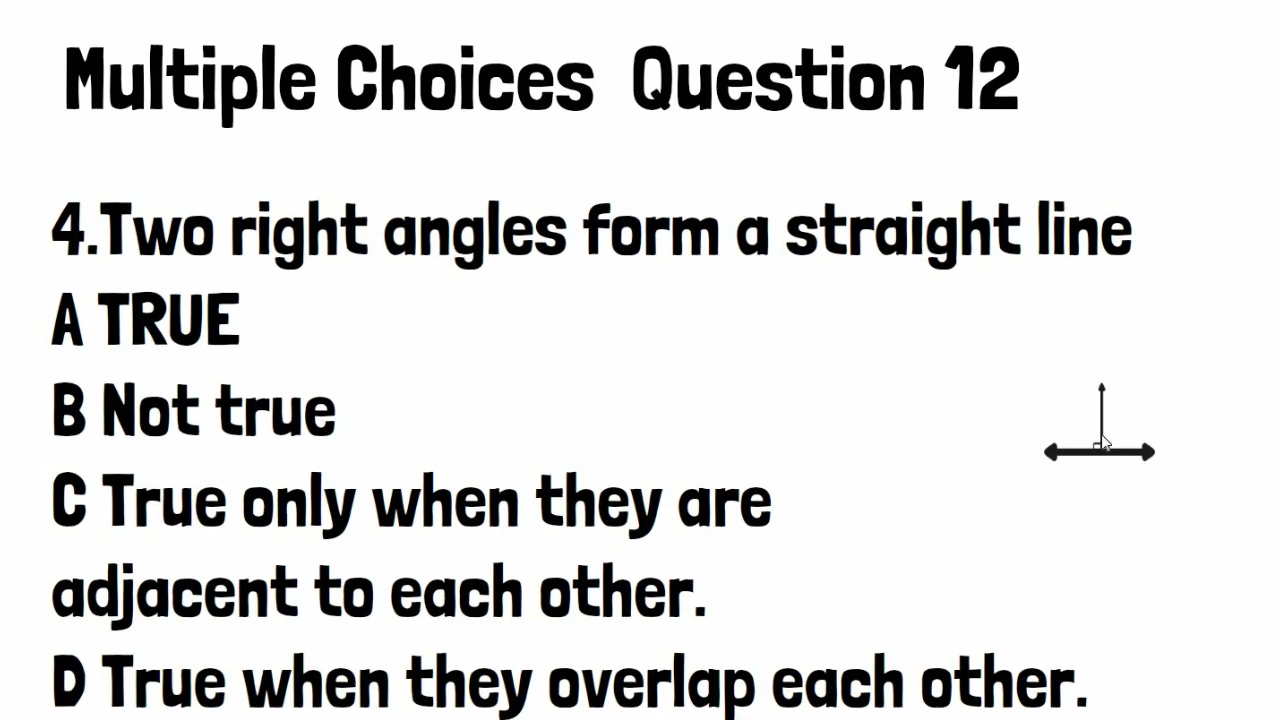 Multiple Choices Question 12
4.Two right angles form a straight line
A TRUE
B Not true
C True only when they are
adjacent to each other.
D True when they overlap each other.